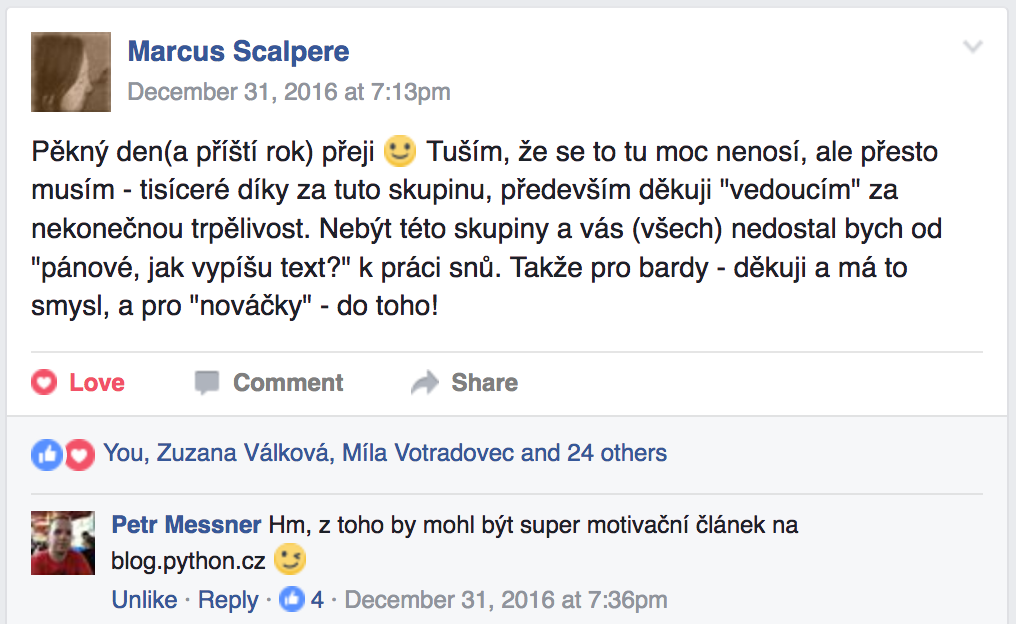 Marcus Scalpere
December 31, 2016 at 7:13pm
Pěkný den(a příští rok) přeji 🙂 Tuším, že se to tu moc nenosí, ale přesto
musím - tisíceré díky za tuto skupinu, především děkuji "vedoucím" za
nekonečnou trpělivost. Nebýt této skupiny a vás (všech) nedostal bych od
"pánové, jak vypíšu text?" k práci snů. Takže pro bardy - děkuji a má to
smysl, a pro "nováčky" - do toho!
Love Comment Share
You, Zuzana Válková, Míla Votradovec and 24 others
Petr Messner Hm, z toho by mohl být super motivační článek na
blog.python.cz 😉
Unlike · Reply · 4 · December 31, 2016 at 7:36pm